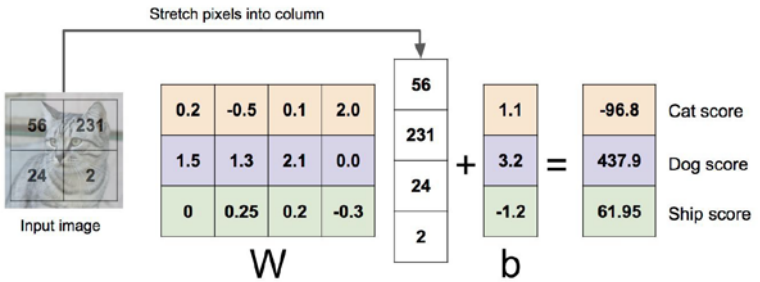 Stretch pixels into column
56 231
24 2
Input image
0.2 -0.5 0.1 2.0
1.5 1.3 2.1 0.0
0 0.25 0.2 -0.3
W
56
231
24
2
+
1.1
3.2
-1.2
b
=
-96.8 Cat score
437.9 Dog score
61.95 Ship score